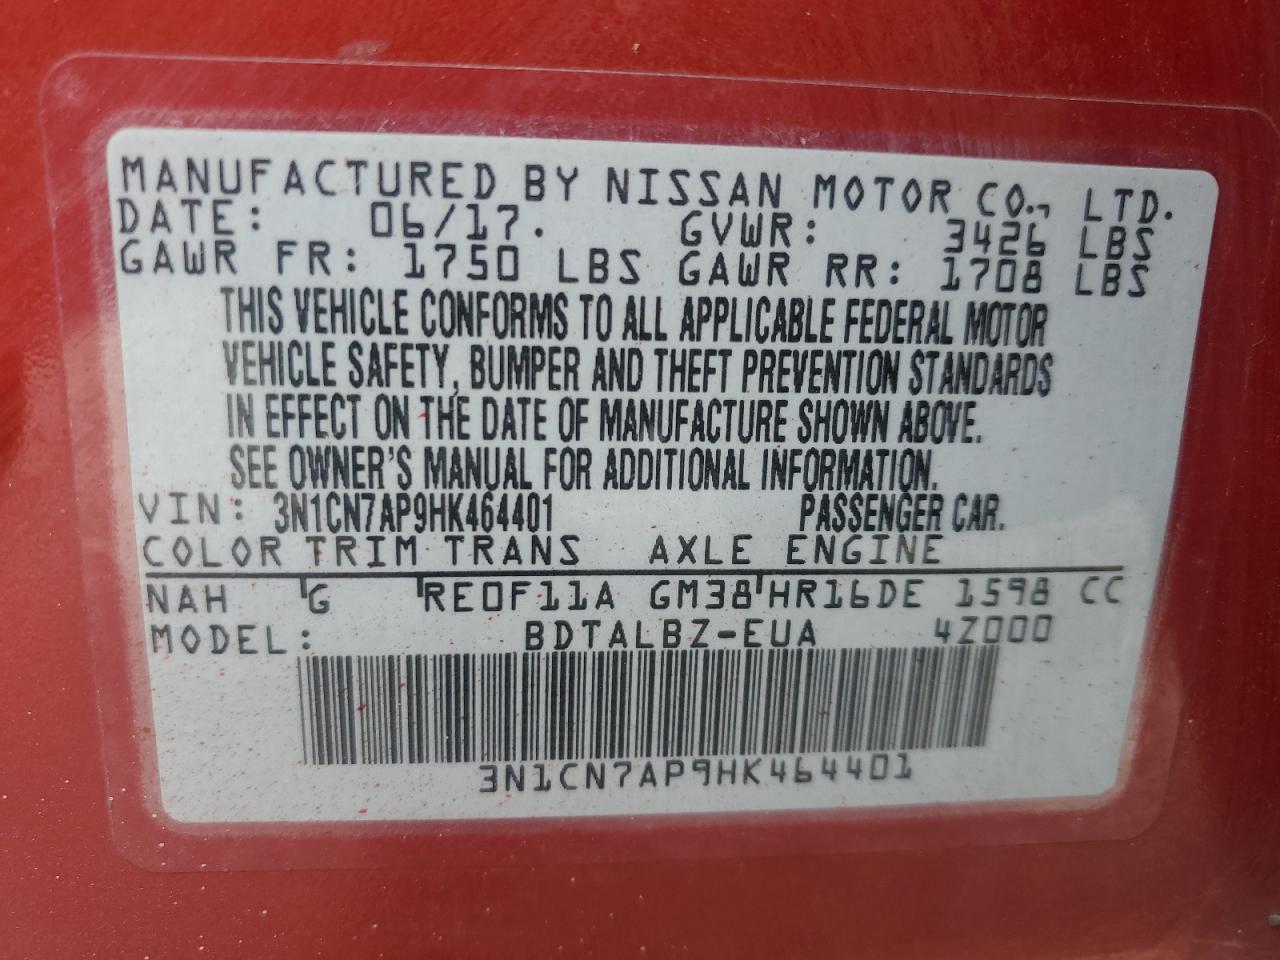 MANUFACTURED BY NISSAN MOTOR CO., LTD.
DATE: 06/17. GVWR: 3426 LBS
GAWR FR: 1750 LBS GAWR RR: 1708 LBS
THIS VEHICLE CONFORMS TO ALL APPLICABLE FEDERAL MOTOR
VEHICLE SAFETY, BUMPER AND THEFT PREVENTION STANDARDS
IN EFFECT ON THE DATE OF MANUFACTURE SHOWN ABOVE.
SEE OWNER'S MANUAL FOR ADDITIONAL INFORMATION.
VIN: 3N1CN7AP9HK464401 PASSENGER CAR.
COLOR TRIM TRANS AXLE ENGINE
NAH G RE0F11A GM38 HR16DE 1598 CC
MODEL: BDTALBZ-EUA 4Z000
3N1CN7AP9HK464401